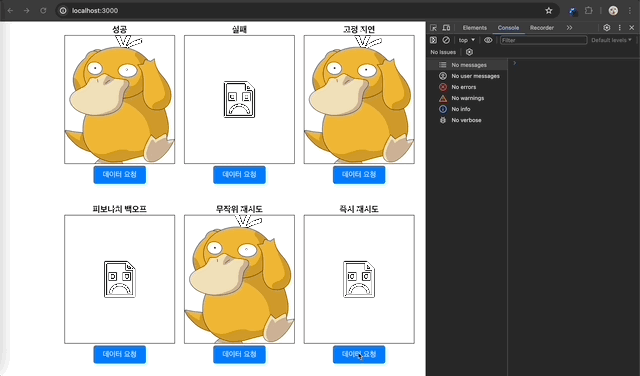 localhost:3000
Elements
Console
Recorder
top
Filter
Default levels
No Issues
No messages
No user messages
No errors
No warnings
No info
No verbose
성공
실패
고정 지연
데이터 요청
데이터 요청
데이터 요청
피보나치 백오프
무작위 재시도
즉시 재시도
데이터 요청
데이터 요청
데이터 요청